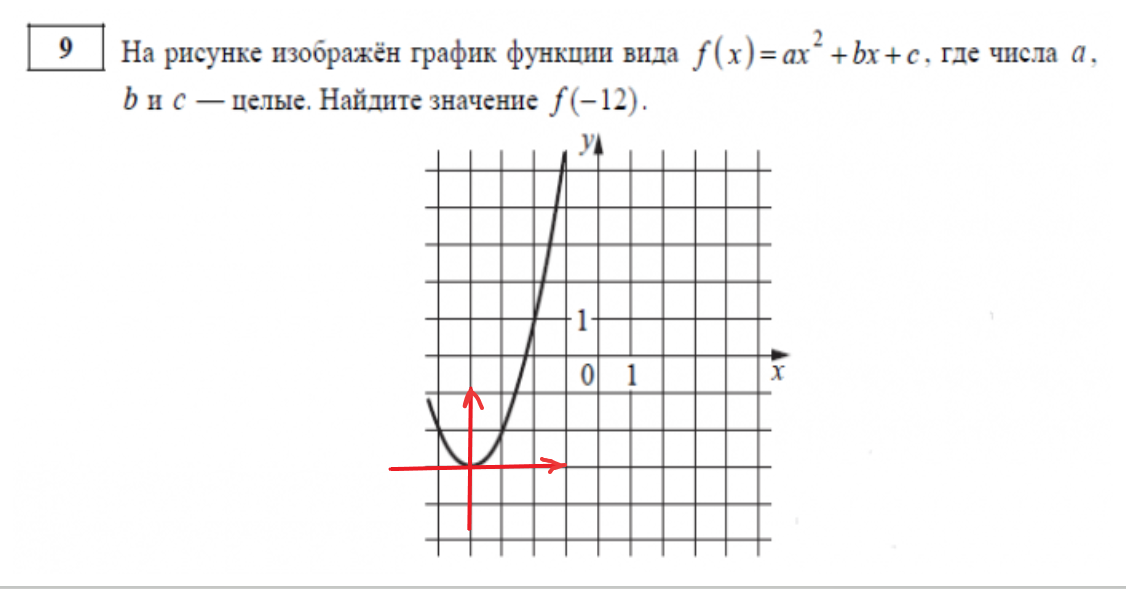 9
На рисунке изображён график функции вида f(x)=ax²+bx+c, где числа a,
b и c — целые. Найдите значение f(−12).
y
1
0 1
x